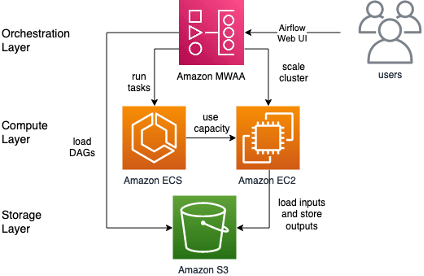 Orchestration
Layer
Airflow
Web UI
users
Amazon MWAA
run
tasks
scale
cluster
Compute
Layer
use
capacity
load
DAGs
Amazon ECS
Amazon EC2
load inputs
and store
outputs
Storage
Layer
Amazon S3